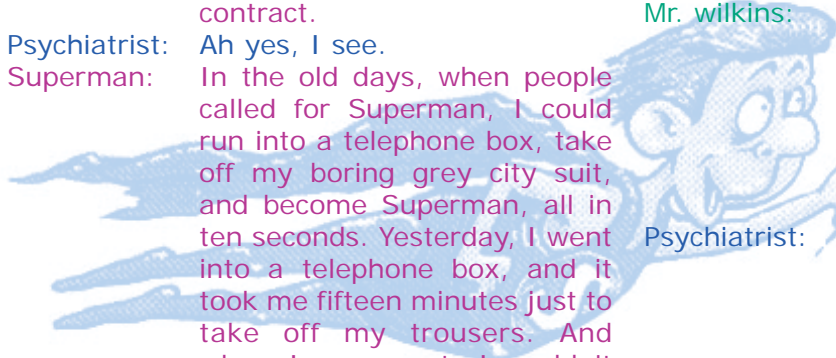 contract.
Psychiatrist: Ah yes, I see.
Superman: In the old days, when people
called for Superman, I could
run into a telephone box, take
off my boring grey city suit,
and become Superman, all in
ten seconds. Yesterday, I went
into a telephone box, and it
took me fifteen minutes just to
take off my trousers. And
Mr. wilkins:
Psychiatrist: